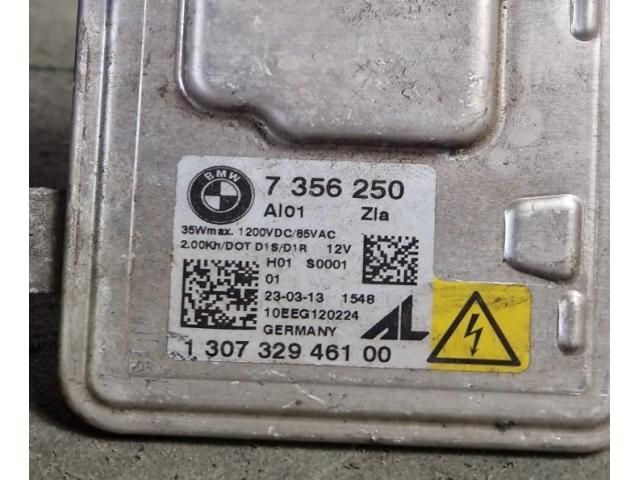 BMW
7 356 250
AI01 Zla
35Wmax. 1200VDC/85VAC
2.00Kh/DOT D1S/D1R 12V
H01 S0001
01
23-03-13 1548
10EEG120224
GERMANY
AL
1 307 329 461 00